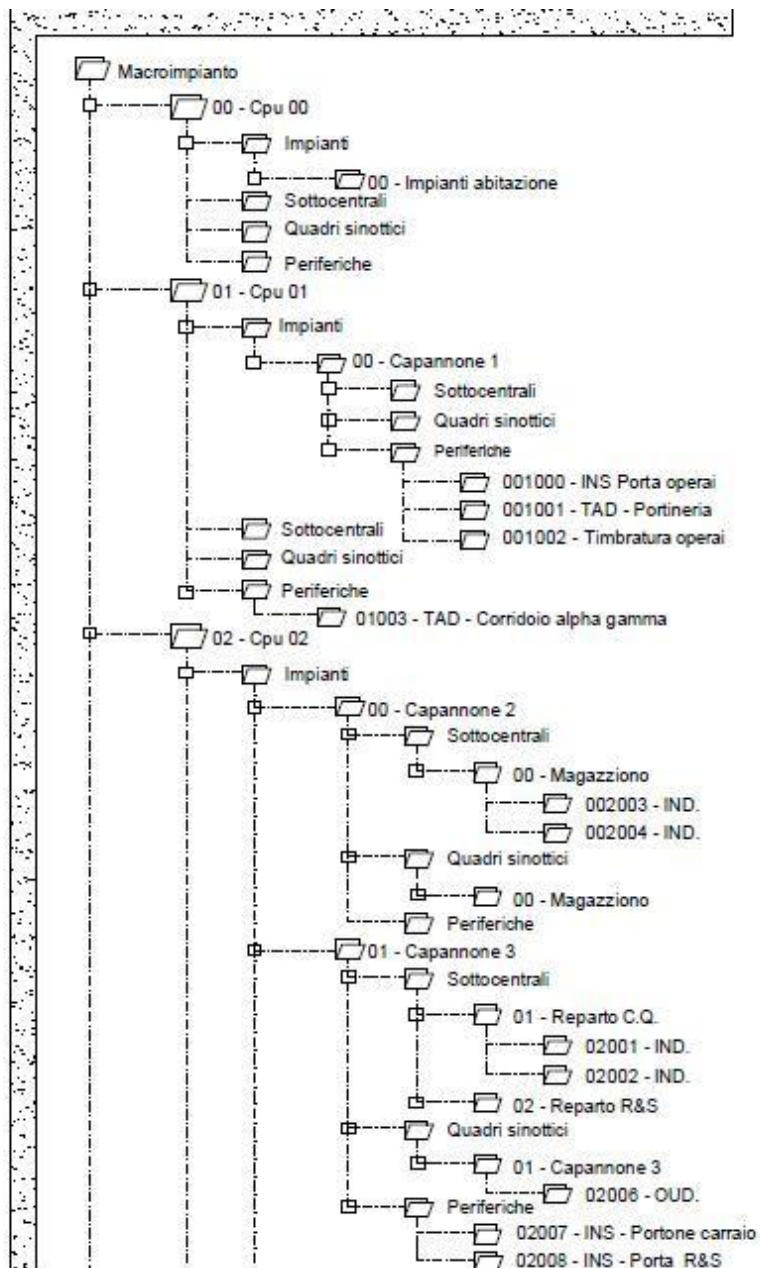 Macroimpianto
00 - Cpu 00
Impianti
00 - Impianti abitazione
Sottocentrali
Quadri sinottici
Periferiche
01 - Cpu 01
Impianti
00 - Capannone 1
Sottocentrali
Quadri sinottici
Periferiche
001000 - INS Porta operai
001001 - TAD - Portineria
001002 - Timbratura operai
Sottocentrali
Quadri sinottici
Periferiche
01003 - TAD - Corridoio alpha gamma
02 - Cpu 02
Impianti
00 - Capannone 2
Sottocentrali
00 - Magazziono
002003 - IND.
002004 - IND.
Quadri sinottici
00 - Magazziono
Periferiche
01 - Capannone 3
Sottocentrali
01 - Reparto C.Q.
02001 - IND.
02002 - IND.
02 - Reparto R&S
Quadri sinottici
01 - Capannone 3
02006 - OUD.
Periferiche
02007 - INS - Portone carraio
02008 - INS - Porta R&S